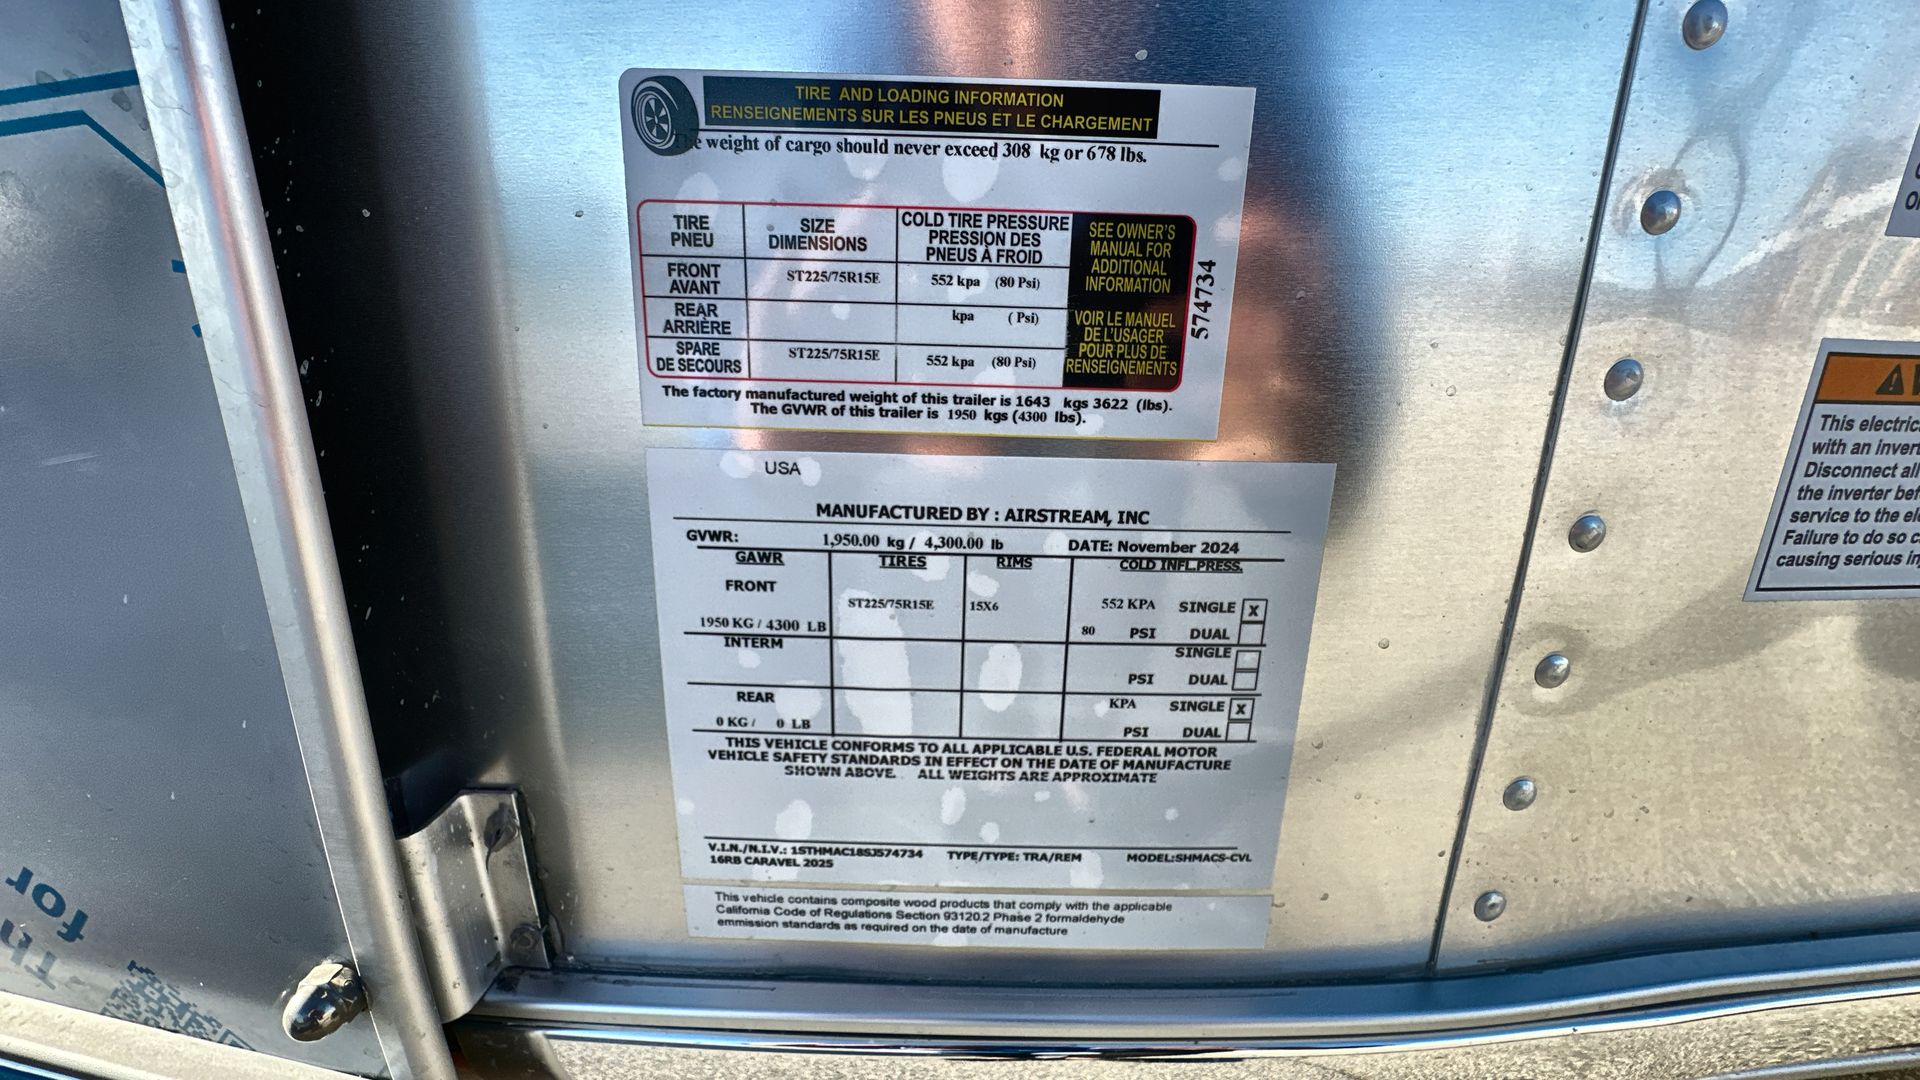 TIRE AND LOADING INFORMATION
RENSEIGNEMENTS SUR LES PNEUS ET LE CHARGEMENT
The weight of cargo should never exceed 308 kg or 678 lbs.
TIRE PNEU SIZE DIMENSIONS COLD TIRE PRESSURE PRESSION DES PNEUS À FROID
FRONT AVANT ST225/75R15E 552 kpa (80 Psi)
REAR ARRIÈRE kpa ( Psi)
SPARE DE SECOURS ST225/75R15E 552 kpa (80 Psi)
SEE OWNER'S
MANUAL FOR
ADDITIONAL
INFORMATION
VOIR LE MANUEL
DE L'USAGER
POUR PLUS DE
RENSEIGNEMENTS
574734
The factory manufactured weight of this trailer is 1643 kgs 3622 (lbs).
The GVWR of this trailer is 1950 kgs (4300 lbs).
USA
MANUFACTURED BY : AIRSTREAM, INC
GVWR: 1,950.00 kg / 4,300.00 lb DATE: November 2024
GAWR TIRES RIMS COLD INFL.PRESS.
FRONT
ST225/75R15E 15X6 552 KPA SINGLE X
1950 KG / 4300 LB 80 PSI DUAL
INTERM SINGLE
PSI DUAL
REAR KPA SINGLE X
0 KG / 0 LB PSI DUAL
THIS VEHICLE CONFORMS TO ALL APPLICABLE U.S. FEDERAL MOTOR
VEHICLE SAFETY STANDARDS IN EFFECT ON THE DATE OF MANUFACTURE
SHOWN ABOVE. ALL WEIGHTS ARE APPROXIMATE
V.I.N./N.I.V.: 1STHMAC18SJ574734 TYPE/TYPE: TRA/REM MODEL:SHMACS-CVL
16RB CARAVEL 2025
This vehicle contains composite wood products that comply with the applicable
California Code of Regulations Section 93120.2 Phase 2 formaldehyde
emmission standards as required on the date of manufacture
This electric
with an inver
Disconnect all
the inverter bef
service to the el
Failure to do so c
causing serious in
Th
for